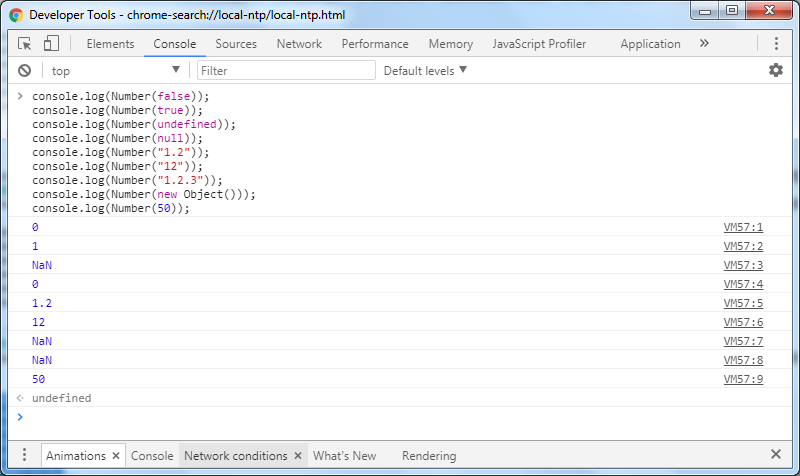 Developer Tools - chrome-search://local-ntp/local-ntp.html
Elements Console Sources Network Performance Memory JavaScript Profiler Application »
top ▼ Filter Default levels ▼
> console.log(Number(false));
console.log(Number(true));
console.log(Number(undefined));
console.log(Number(null));
console.log(Number("1.2"));
console.log(Number("12"));
console.log(Number("1.2.3"));
console.log(Number(new Object()));
console.log(Number(50));
0 VM57:1
1 VM57:2
NaN VM57:3
0 VM57:4
1.2 VM57:5
12 VM57:6
NaN VM57:7
NaN VM57:8
50 VM57:9
undefined
>
Animations × Console Network conditions × What's New Rendering ×